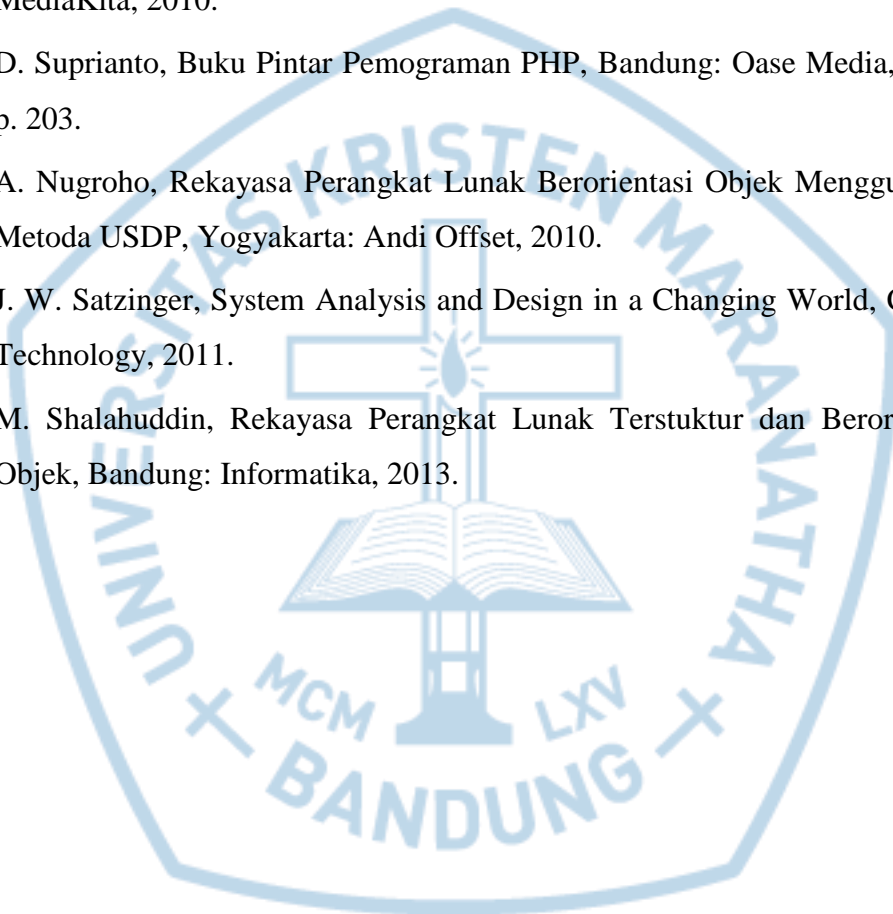 MediaKita, 2010.
D. Suprianto, Buku Pintar Pemograman PHP, Bandung: Oase Media,
p. 203.
A. Nugroho, Rekayasa Perangkat Lunak Berorientasi Objek
Metoda USDP, Yogyakarta: Andi Offset, 2010.
J. W. Satzinger, System Analysis and Design in a Changing World,
Technology, 2011.
M. Shalahuddin, Rekayasa Perangkat Lunak Terstuktur dan
Objek, Bandung: Informatika, 2013.
UNIVERSITAS KRISTEN MARANATHA
MCM LXV
BANDUNG